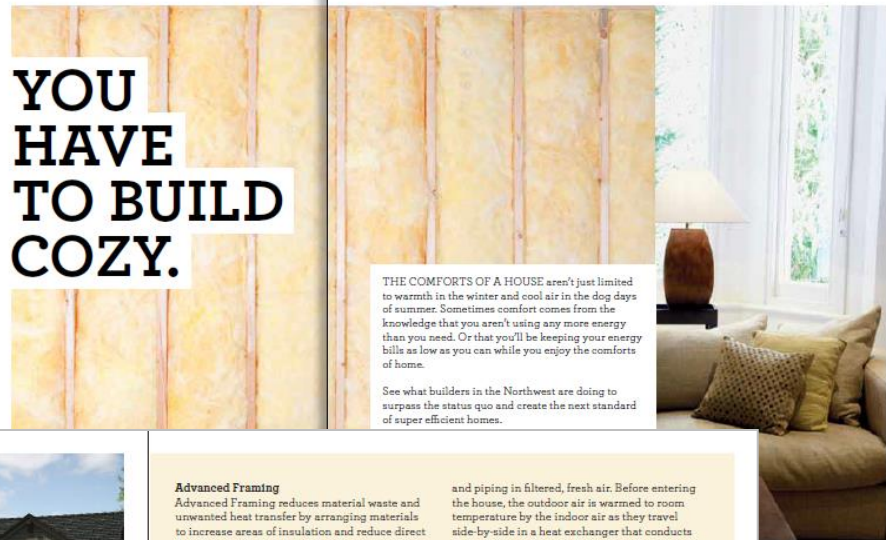 YOU
HAVE
TO BUILD
COZY.
THE COMFORTS OF A HOUSE aren't just limited
to warmth in the winter and cool air in the dog days
of summer. Sometimes comfort comes from the
knowledge that you aren't using any more energy
than you need. Or that you'll be keeping your energy
bills as low as you can while you enjoy the comforts
of home.
See what builders in the Northwest are doing to
surpass the status quo and create the next standard
of super efficient homes.
Advanced Framing
Advanced Framing reduces material waste and
unwanted heat transfer by arranging materials
to increase areas of insulation and reduce direct
and piping in filtered, fresh air. Before entering
the house, the outdoor air is warmed to room
temperature by the indoor air as they travel
side-by-side in a heat exchanger that conducts